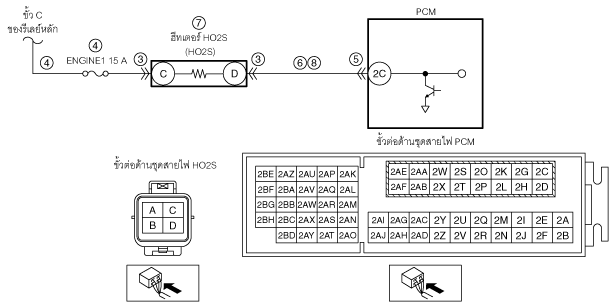 ขั้ว C
ของรีเลย์หลัก
④
④
ENGINE1 15 A
③
⑦
ฮีทเตอร์ HO2S
(HO2S)
C
D
③
⑥⑧
⑤
PCM
2C
ขั้วต่อด้านชุดสายไฟ HO2S
A C
B D
ขั้วต่อด้านชุดสายไฟ PCM
2BE 2AZ 2AU 2AP 2AK
2BF 2BA 2AV 2AQ 2AL
2BG 2BB 2AW 2AR 2AM
2BH 2BC 2AX 2AS 2AN
2BD 2AY 2AT 2AO
2AE 2AA 2W 2S 2O 2K 2G 2C
2AF 2AB 2X 2T 2P 2L 2H 2D
2AI 2AG 2AC 2Y 2U 2Q 2M 2I 2E 2A
2AJ 2AH 2AD 2Z 2V 2R 2N 2J 2F 2B